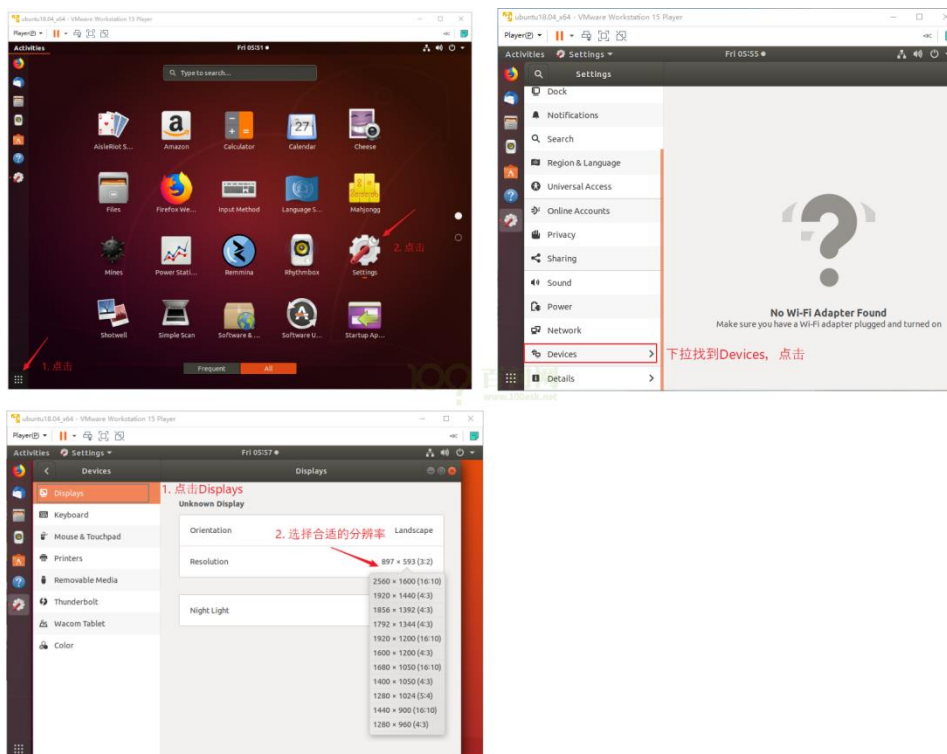 ubuntu18.04_x64 - VMware Workstation 15 Player
Player(P)
Activities
Fri 05:51
Type to search...
AisleRiot S...
Amazon
Calculator
Calendar
Cheese
27
Files
Firefox We...
Input Method
Language S...
Mahjongg
Mines
Power Stati...
Remmina
Rhythmbox
Settings
2. 点击
Shotwell
Simple Scan
Software & ...
Software U...
Startup Ap...
1. 点击
Frequent
All
ubuntu18.04_x64 - VMware Workstation 15 Player
Player(P)
Activities
Settings
Fri 05:55
Settings
Dock
Notifications
Search
Region & Language
Universal Access
Online Accounts
Privacy
Sharing
Sound
Power
Network
Devices
Details
No Wi-Fi Adapter Found
Make sure you have a Wi-Fi adapter plugged and turned on
下拉找到Devices，点击
ubuntu18.04_x64 - VMware Workstation 15 Player
Player(P)
Activities
Settings
Fri 05:57
Devices
Displays
Displays
Keyboard
Mouse & Touchpad
Printers
Removable Media
Thunderbolt
Wacom Tablet
Color
1. 点击Displays
Unknown Display
Orientation
Landscape
2. 选择合适的分辨率
Resolution
897 × 593 (3:2)
Night Light
2560 × 1600 (16:10)
1920 × 1440 (4:3)
1856 × 1392 (4:3)
1792 × 1344 (4:3)
1920 × 1200 (16:10)
1600 × 1200 (4:3)
1680 × 1050 (16:10)
1400 × 1050 (4:3)
1280 × 1024 (5:4)
1440 × 900 (16:10)
1280 × 960 (4:3)